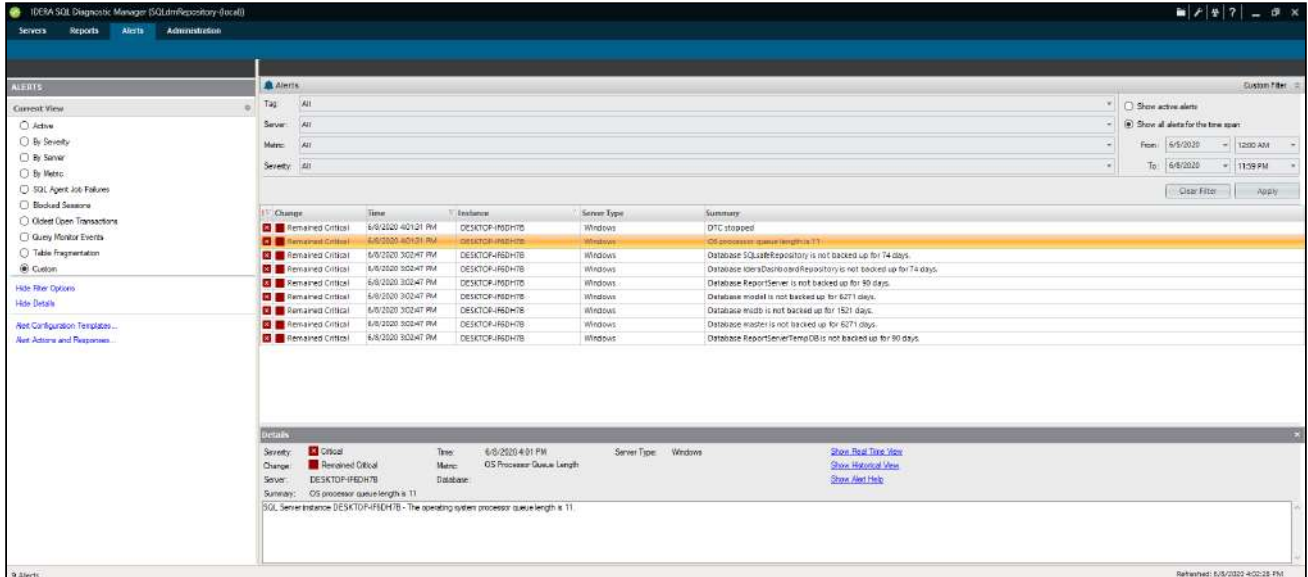 IDERA SQL Diagnostic Manager (SQLdmRepository-(local))
Servers Reports Alerts Administration
ALERTS
Current View
Active
By Severity
By Server
By Metric
SQL Agent Job Failures
Blocked Sessions
Oldest Open Transactions
Query Monitor Events
Table Fragmentation
Custom
Hide Filter Options
Hide Details
Alert Configuration Templates...
Alert Actions and Responses...
Alerts Custom Filter
Tag: All
Server: All
Metric: All
Severity: All
Show active alerts
Show all alerts for the time span:
From: 6/5/2020 12:00 AM
To: 6/8/2020 11:59 PM
Clear Filter Apply
Change Time Instance Server Type Summary
Remained Critical 6/8/2020 4:01:31 PM DESKTOP-IF6DH7B Windows DTC stopped
Remained Critical 6/8/2020 4:01:31 PM DESKTOP-IF6DH7B Windows OS processor queue length is 11.
Remained Critical 6/8/2020 3:02:47 PM DESKTOP-IF6DH7B Windows Database SQLsafeRepository is not backed up for 74 days.
Remained Critical 6/8/2020 3:02:47 PM DESKTOP-IF6DH7B Windows Database IderaDashboardRepository is not backed up for 74 days.
Remained Critical 6/8/2020 3:02:47 PM DESKTOP-IF6DH7B Windows Database ReportServer is not backed up for 90 days.
Remained Critical 6/8/2020 3:02:47 PM DESKTOP-IF6DH7B Windows Database model is not backed up for 6271 days.
Remained Critical 6/8/2020 3:02:47 PM DESKTOP-IF6DH7B Windows Database msdb is not backed up for 1521 days.
Remained Critical 6/8/2020 3:02:47 PM DESKTOP-IF6DH7B Windows Database master is not backed up for 6271 days.
Remained Critical 6/8/2020 3:02:47 PM DESKTOP-IF6DH7B Windows Database ReportServerTempDB is not backed up for 90 days.
Details
Severity: Critical Time: 6/8/2020 4:01 PM Server Type: Windows Show Real Time View
Change: Remained Critical Metric: OS Processor Queue Length Show Historical View
Server: DESKTOP-IF6DH7B Database: Show Alert Help
Summary: OS processor queue length is 11
SQL Server instance DESKTOP-IF6DH7B - The operating system processor queue length is 11.
9 Alerts Refreshed: 6/8/2020 4:02:28 PM